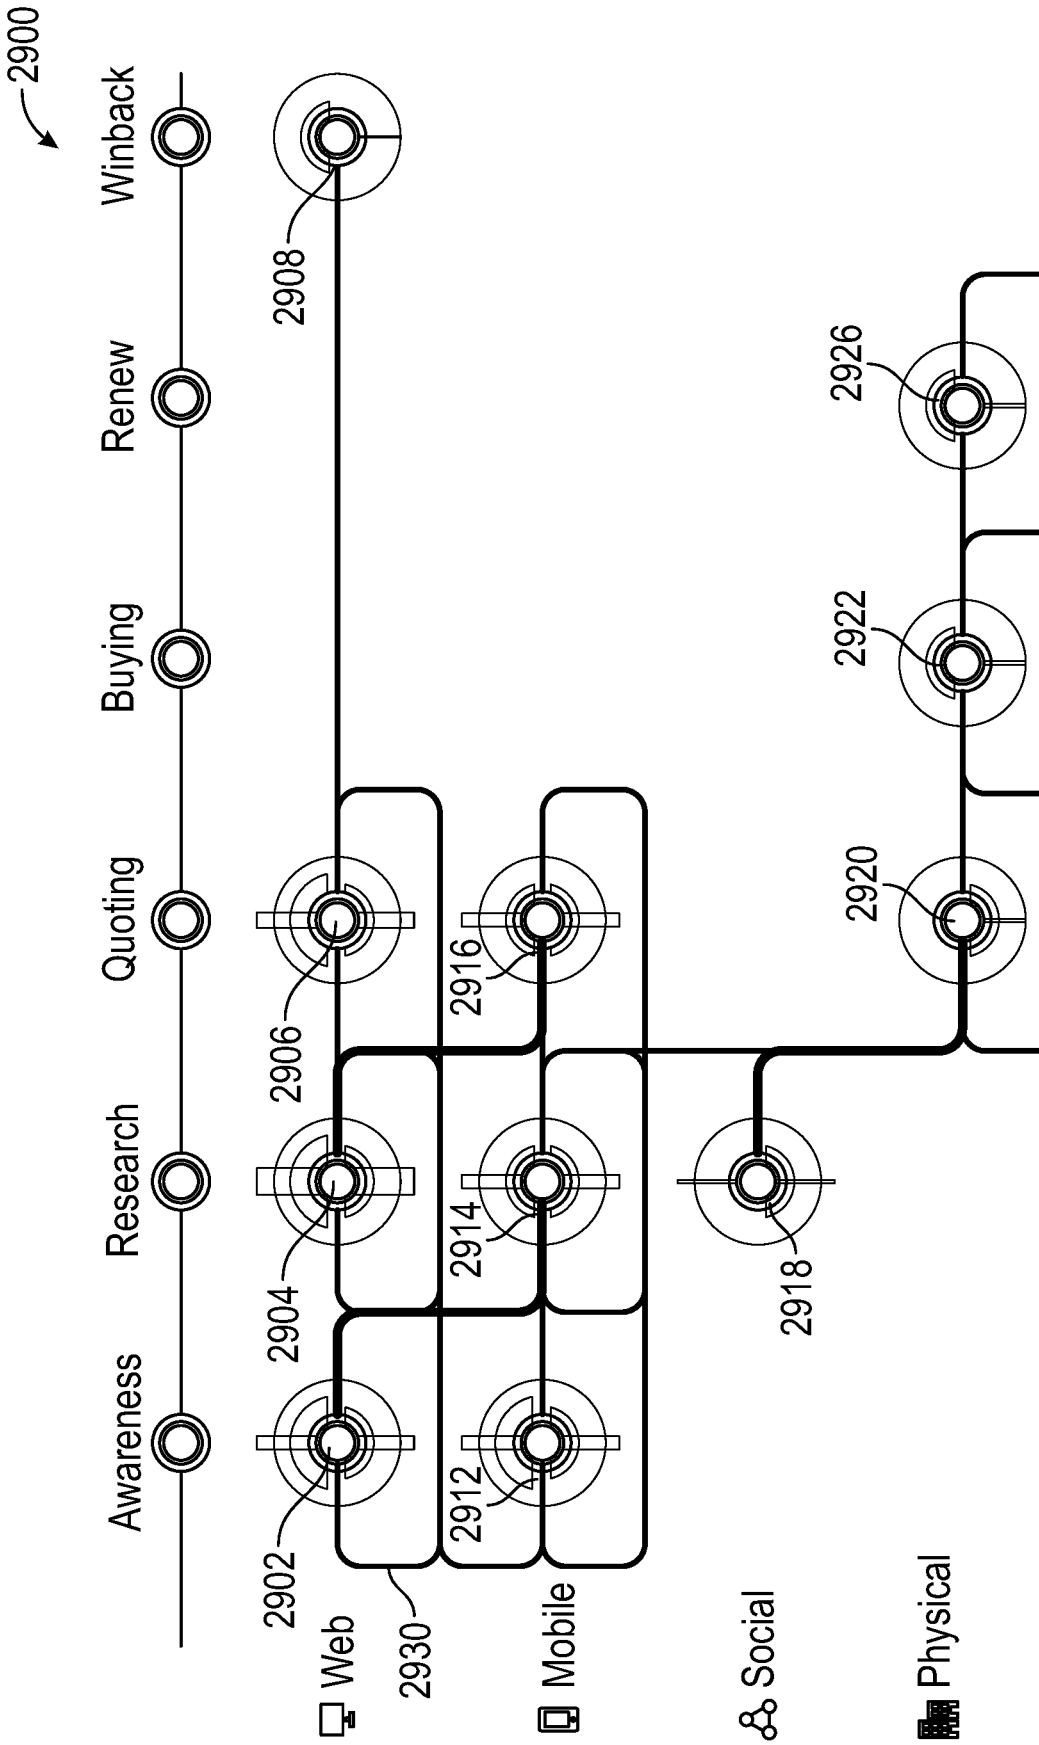 2900
Awareness
Research
Quoting
Buying
Renew
Winback
Web
2902
2904
2906
2908
2930
Mobile
2912
2914
2916
Social
2918
Physical
2920
2922
2926